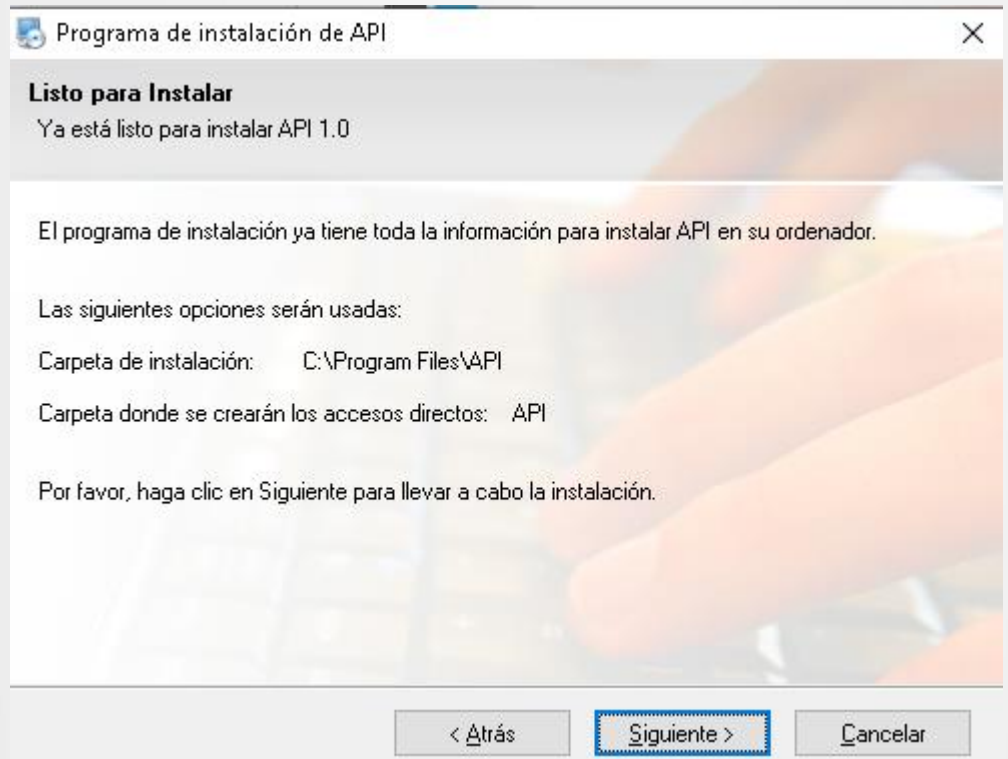 Programa de instalación de API
Listo para Instalar
Ya está listo para instalar API 1.0
El programa de instalación ya tiene toda la información para instalar API en su ordenador.
Las siguientes opciones serán usadas:
Carpeta de instalación: C:\Program Files\API
Carpeta donde se crearán los accesos directos: API
Por favor, haga clic en Siguiente para llevar a cabo la instalación.
< Atrás Siguiente > Cancelar